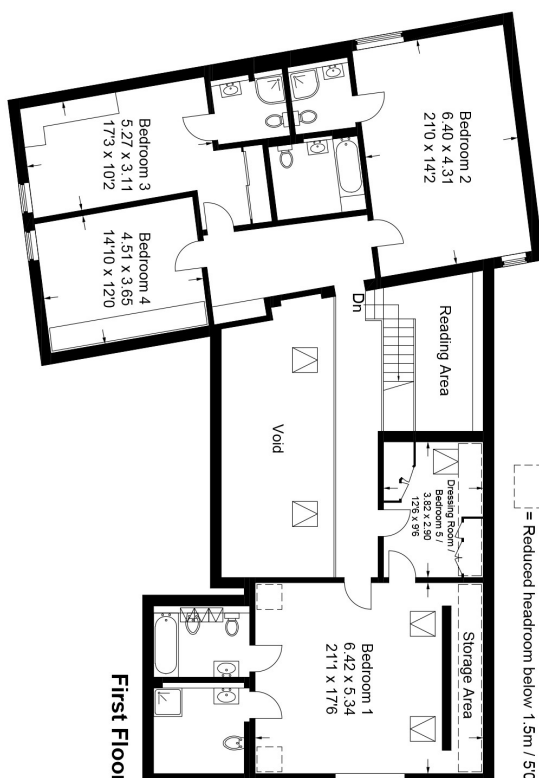 = Reduced headroom below 1.5m / 5'0
Bedroom 2
6.40 x 4.31
21'0 x 14'2
Bedroom 3
5.27 x 3.11
17'3 x 10'2
Bedroom 4
4.51 x 3.65
14'10 x 12'0
Dn
Reading Area
Void
Dressing Room /
Bedroom 5 /
3.82 x 2.90
12'6 x 9'6
Storage Area
Bedroom 1
6.42 x 5.34
21'1 x 17'6
First Floor